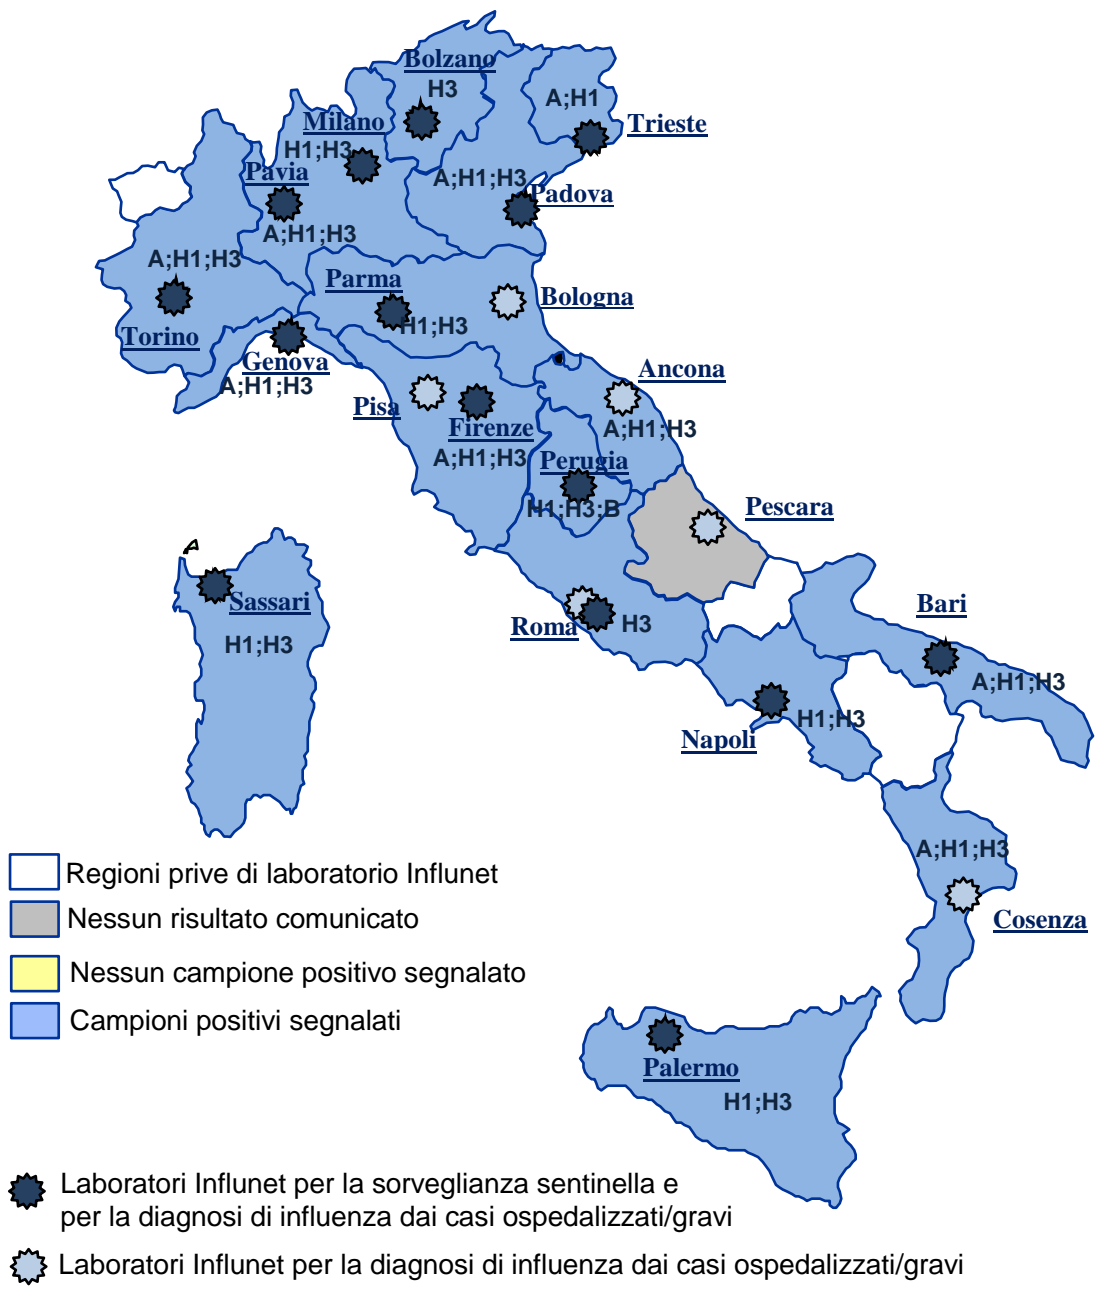 Bolzano
H3
A;H1
Trieste
Milano
H1;H3
Pavia
A;H1;H3
Padova
A;H1;H3
A;H1;H3
Parma
Bologna
H1;H3
Torino
Genova
A;H1;H3
Ancona
Pisa
Firenze
A;H1;H3
A;H1;H3
Perugia
H1;H3;B
Pescara
Sassari
H1;H3
Roma
H3
Bari
A;H1;H3
Napoli
H1;H3
A;H1;H3
Cosenza
Regioni prive di laboratorio Influnet
Nessun risultato comunicato
Nessun campione positivo segnalato
Campioni positivi segnalati
Palermo
H1;H3
Laboratori Influnet per la sorveglianza sentinella e
per la diagnosi di influenza dai casi ospedalizzati/gravi
Laboratori Influnet per la diagnosi di influenza dai casi ospedalizzati/gravi